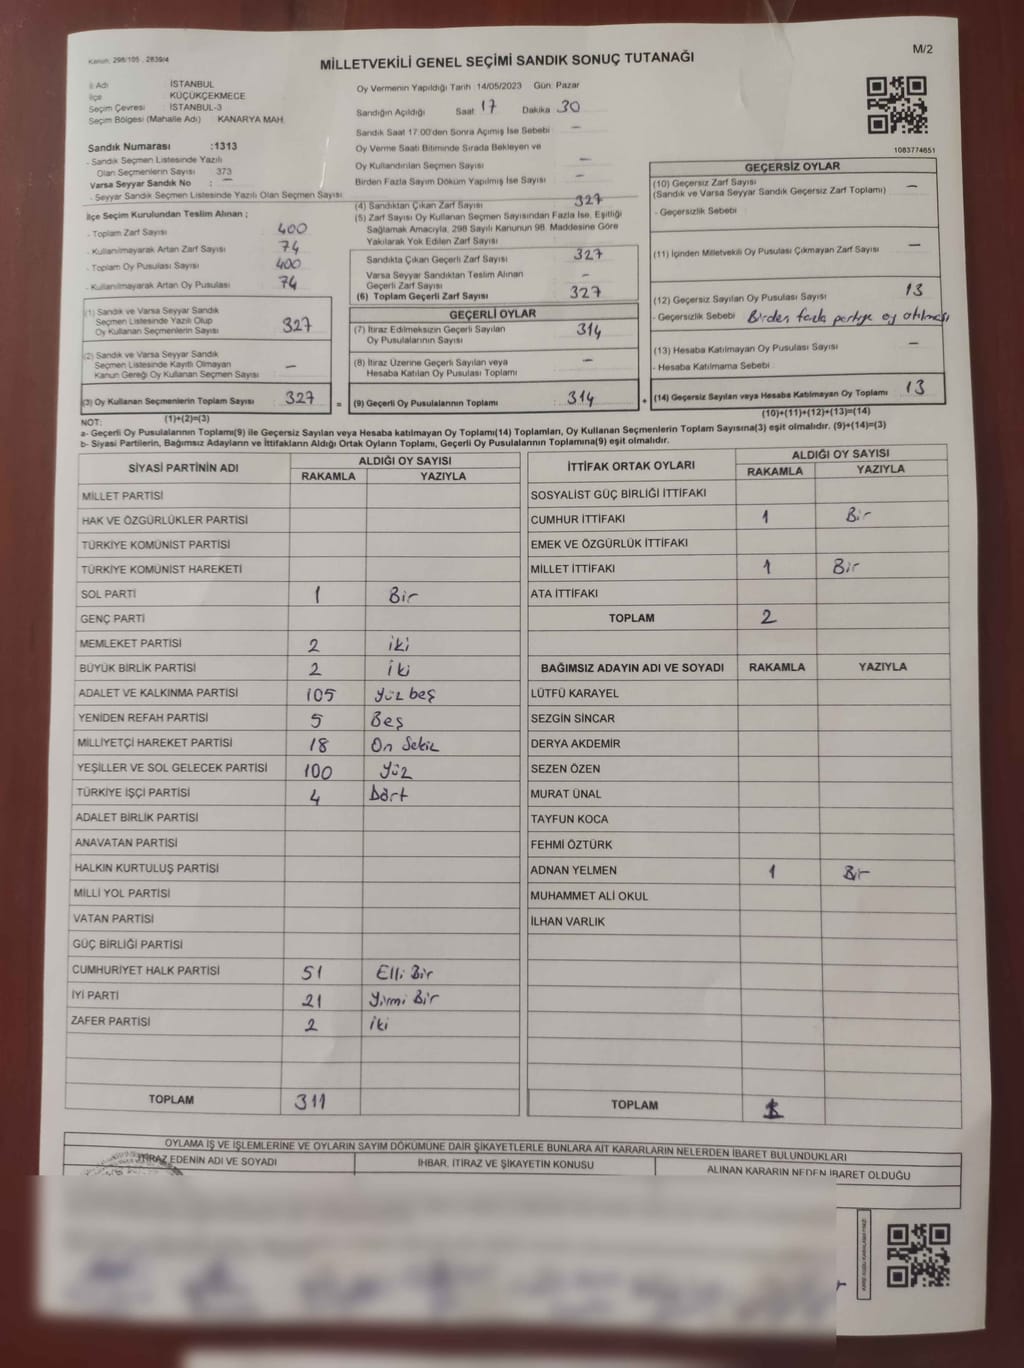 Kanun: 298/105 , 2839/4
M/2
MİLLETVEKİLİ GENEL SEÇİMİ SANDIK SONUÇ TUTANAĞI
İl Adı : İSTANBUL
İlçe : KÜÇÜKÇEKMECE
Seçim Çevresi : İSTANBUL-3
Seçim Bölgesi (Mahalle Adı) KANARYA MAH.
Sandık Numarası :1313
- Sandık Seçmen Listesinde Yazılı
Olan Seçmenlerin Sayısı : 373
Varsa Seyyar Sandık No : —
- Seyyar Sandık Seçmen Listesinde Yazılı Olan Seçmen Sayısı :
İlçe Seçim Kurulundan Teslim Alınan ;
- Toplam Zarf Sayısı 400
- Kullanılmayarak Artan Zarf Sayısı 74
- Toplam Oy Pusulası Sayısı 400
- Kullanılmayarak Artan Oy Pusulası 74
(1) Sandık ve Varsa Seyyar Sandık
Seçmen Listesinde Yazılı Olup
Oy Kullanan Seçmenlerin Sayısı 327
(2) Sandık ve Varsa Seyyar Sandık
Seçmen Listesinde Kayıtlı Olmayan
Kanun Gereği Oy Kullanan Seçmen Sayısı —
(3) Oy Kullanan Seçmenlerin Toplam Sayısı 327
(1)+(2)=(3)
Oy Vermenin Yapıldığı Tarih :14/05/2023 Gün: Pazar
Sandığın Açıldığı Saat 17 Dakika 30
Sandık Saat 17:00'den Sonra Açımış İse Sebebi —
Oy Verme Saati Bitiminde Sırada Bekleyen ve
Oy Kullandırılan Seçmen Sayısı —
Birden Fazla Sayım Döküm Yapılmış İse Sayısı —
(4) Sandıktan Çıkan Zarf Sayısı 327
(5) Zarf Sayısı Oy Kullanan Seçmen Sayısından Fazla İse, Eşitliği
Sağlamak Amacıyla, 298 Sayılı Kanunun 98. Maddesine Göre
Yakılarak Yok Edilen Zarf Sayısı
Sandıkta Çıkan Geçerli Zarf Sayısı 327
Varsa Seyyar Sandıktan Teslim Alınan
Geçerli Zarf Sayısı —
(6) Toplam Geçerli Zarf Sayısı 327
GEÇERLİ OYLAR
(7) İtiraz Edilmeksizin Geçerli Sayılan
Oy Pusulalarının Sayısı 314
(8) İtiraz Üzerine Geçerli Sayılan veya
Hesaba Katılan Oy Pusulası Toplamı —
= (9) Geçerli Oy Pusulalarının Toplamı 314 +
1083774651
GEÇERSİZ OYLAR
(10) Geçersiz Zarf Sayısı
(Sandık ve Varsa Seyyar Sandık Geçersiz Zarf Toplamı) —
- Geçersizlik Sebebi
(11) İçinden Milletvekili Oy Pusulası Çıkmayan Zarf Sayısı —
(12) Geçersiz Sayılan Oy Pusulası Sayısı 13
- Geçersizlik Sebebi Birden fazla partiye oy atılması
(13) Hesaba Katılmayan Oy Pusulası Sayısı —
- Hesaba Katılmama Sebebi
(14) Geçersiz Sayılan veya Hesaba Katılmayan Oy Toplamı 13
(10)+(11)+(12)+(13)=(14)
NOT:
a- Geçerli Oy Pusulalarının Toplamı(9) ile Geçersiz Sayılan veya Hesaba Katılmayan Oy Toplamı(14) Toplamları, Oy Kullanan Seçmenlerin Toplam Sayısına(3) eşit olmalıdır. (9)+(14)=(3)
b- Siyasi Partilerin, Bağımsız Adayların ve İttifakların Aldığı Ortak Oyların Toplamı, Geçerli Oy Pusulalarının Toplamına(9) eşit olmalıdır.
SİYASİ PARTİNİN ADI ALDIĞI OY SAYISI
RAKAMLA YAZIYLA
MİLLET PARTİSİ
HAK VE ÖZGÜRLÜKLER PARTİSİ
TÜRKİYE KOMÜNİST PARTİSİ
TÜRKİYE KOMÜNİST HAREKETİ
SOL PARTİ 1 Bir
GENÇ PARTİ
MEMLEKET PARTİSİ 2 iki
BÜYÜK BİRLİK PARTİSİ 2 iki
ADALET VE KALKINMA PARTİSİ 105 yüz beş
YENİDEN REFAH PARTİSİ 5 Beş
MİLLİYETÇİ HAREKET PARTİSİ 18 On Sekiz
YEŞİLLER VE SOL GELECEK PARTİSİ 100 yüz
TÜRKİYE İŞÇİ PARTİSİ 4 Dört
ADALET BİRLİK PARTİSİ
ANAVATAN PARTİSİ
HALKIN KURTULUŞ PARTİSİ
MİLLİ YOL PARTİSİ
VATAN PARTİSİ
GÜÇ BİRLİĞİ PARTİSİ
CUMHURİYET HALK PARTİSİ 51 Elli Bir
İYİ PARTİ 21 Yirmi Bir
ZAFER PARTİSİ 2 iki
TOPLAM 311
İTTİFAK ORTAK OYLARI ALDIĞI OY SAYISI
RAKAMLA YAZIYLA
SOSYALİST GÜÇ BİRLİĞİ İTTİFAKI
CUMHUR İTTİFAKI 1 Bir
EMEK VE ÖZGÜRLÜK İTTİFAKI
MİLLET İTTİFAKI 1 Bir
ATA İTTİFAKI
TOPLAM 2
BAĞIMSIZ ADAYIN ADI VE SOYADI RAKAMLA YAZIYLA
LÜTFÜ KARAYEL
SEZGİN SİNCAR
DERYA AKDEMİR
SEZEN ÖZEN
MURAT ÜNAL
TAYFUN KOCA
FEHMİ ÖZTÜRK
ADNAN YELMEN 1 Bir
MUHAMMET ALİ OKUL
İLHAN VARLIK
TOPLAM 1
OYLAMA İŞ VE İŞLEMLERİNE VE OYLARIN SAYIM DÖKÜMÜNE DAİR ŞİKAYETLERLE BUNLARA AİT KARARLARIN NELERDEN İBARET BULUNDUKLARI
İTİRAZ EDENİN ADI VE SOYADI İHBAR, İTİRAZ VE ŞİKAYETİN KONUSU ALINAN KARARIN NEDEN İBARET OLDUĞU